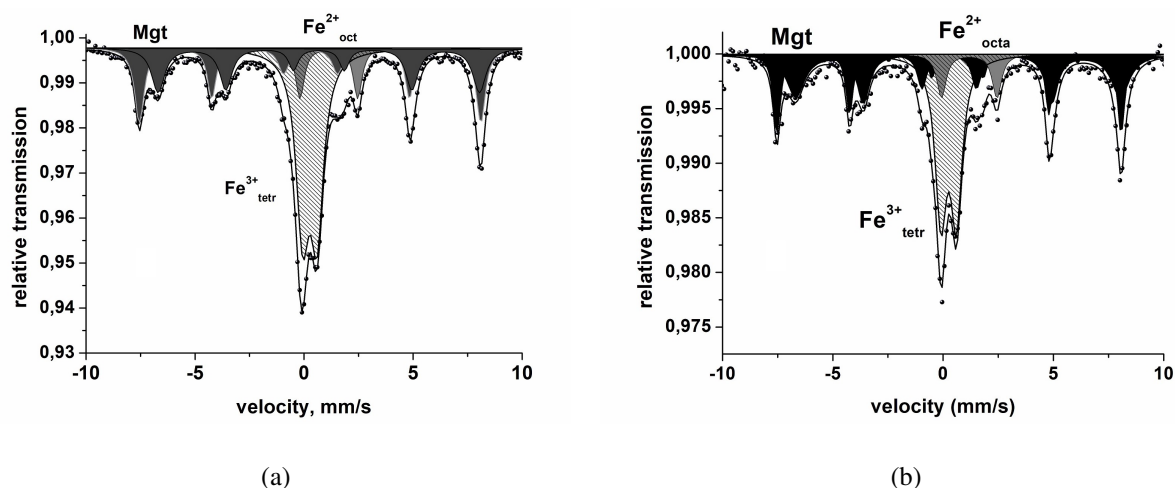 Mgt
Fe2+oct
1,00
0,99
0,98
0,97
0,96
0,95
0,94
0,93
relative transmission
Fe3+tetr
-10
-5
0
5
10
velocity, mm/s
(a)
Mgt
Fe2+octa
1,000
0,995
0,990
0,985
0,980
0,975
relative transmission
Fe3+tetr
-10
-5
0
5
10
velocity (mm/s)
(b)